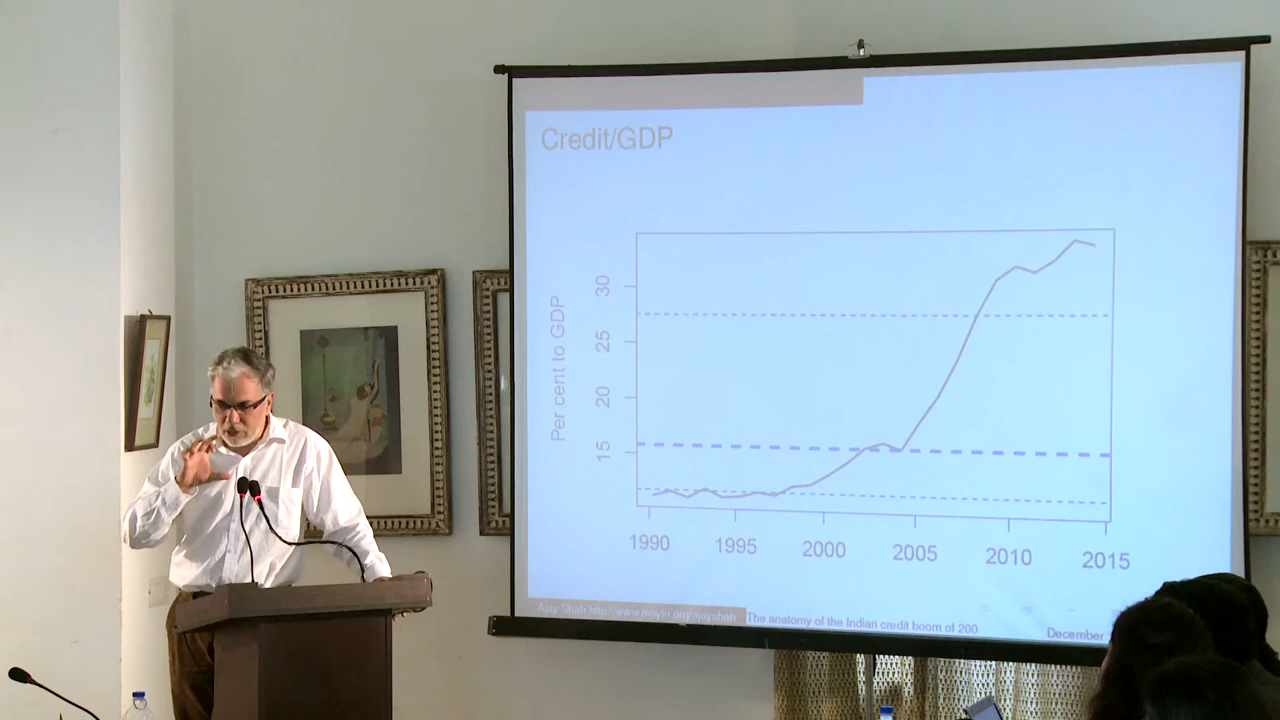 Credit/GDP
Per cent to GDP
30
25
20
15
1990 1995 2000 2005 2010 2015
Ajay Shah http://www.mayin.org/ajayshah The anatomy of the Indian credit boom of 200 December